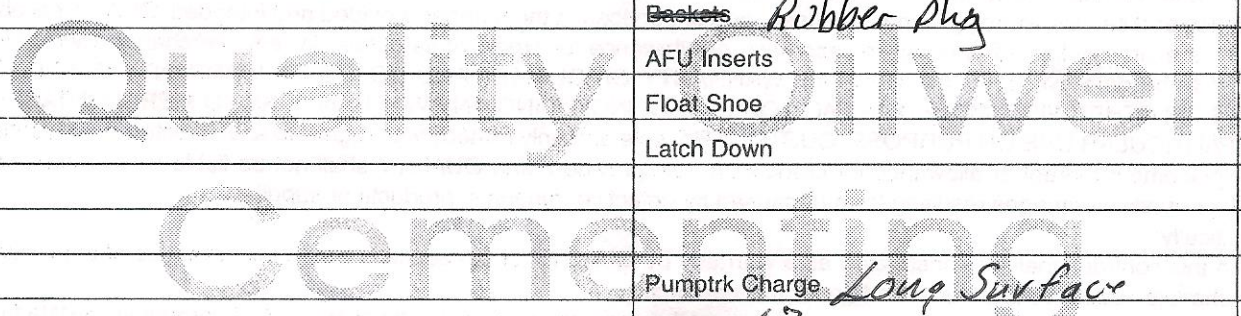 Baskets Rubber Plug
AFU Inserts
Quality Oilwell
Float Shoe
Latch Down
Cementing
Pumptrk Charge Long Surface